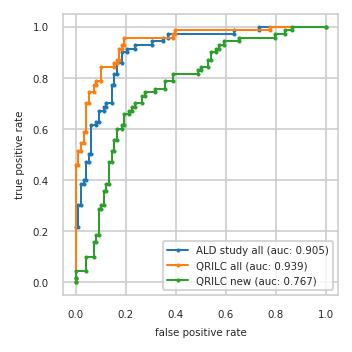 1.0
0.8
0.6
0.4
0.2
0.0
true positive rate
ALD study all (auc: 0.905)
QRILC all (auc: 0.939)
QRILC new (auc: 0.767)
0.0 0.2 0.4 0.6 0.8 1.0
false positive rate